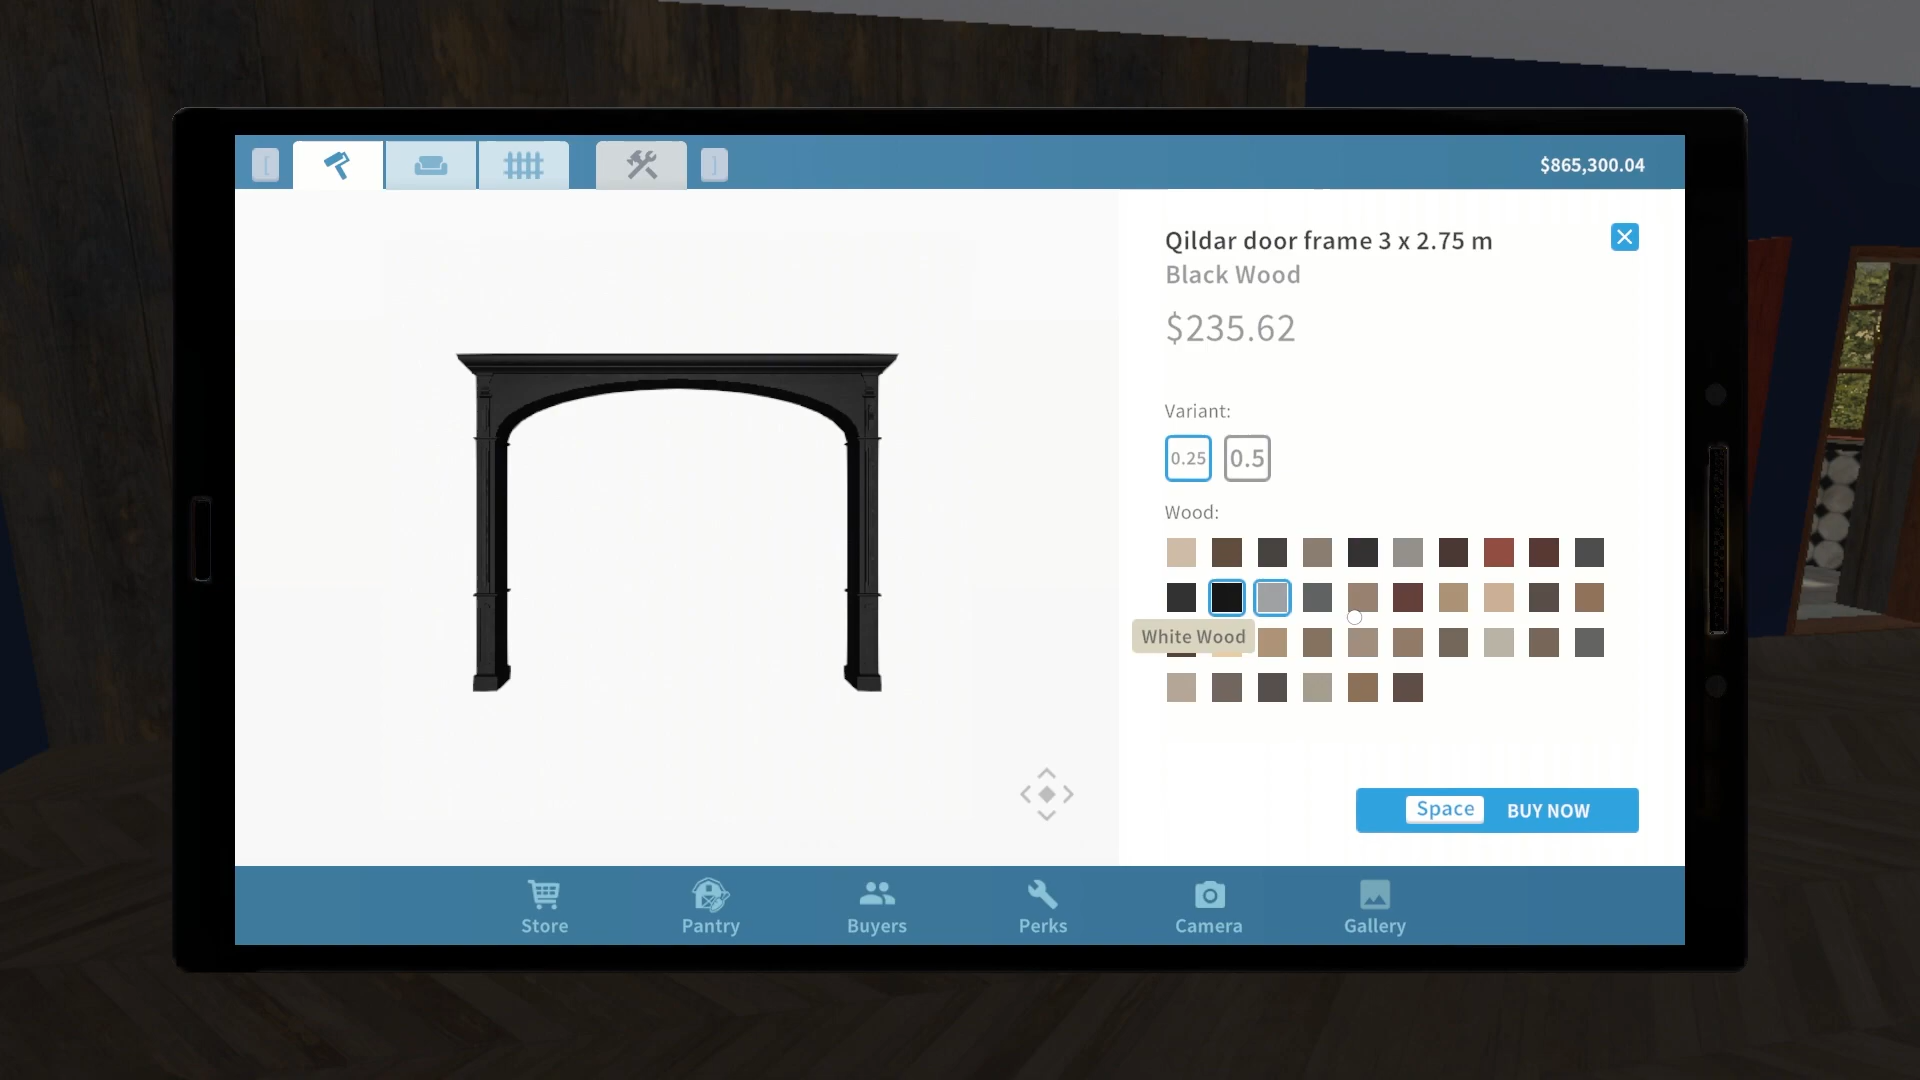 [
]
$865,300.04
Qildar door frame 3 x 2.75 m
Black Wood
$235.62
Variant:
0.25
0.5
Wood:
White Wood
Space BUY NOW
Store
Pantry
Buyers
Perks
Camera
Gallery